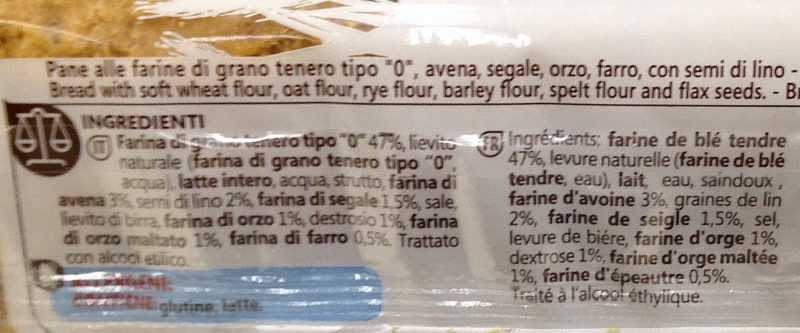 Pane alle farine di grano tenero tipo "0", avena, segale, orzo, farro, con semi di lino -
Bread with soft wheat flour, oat flour, rye flour, barley flour, spelt flour and flax seeds. -
INGREDIENTI
IT Farina di grano tenero tipo "0" 47%, lievito
naturale (farina di grano tenero tipo "0",
acqua), latte intero, acqua, strutto, farina di
avena 3%, semi di lino 2%, farina di segale 1,5%, sale,
lievito di birra, farina di orzo 1%, destrosio 1%, farina
di orzo maltato 1%, farina di farro 0,5%. Trattato
con alcool etilico.
ALLERGENI:
CONTIENE glutine, latte.
FR Ingrédients: farine de blé tendre
47%, levure naturelle (farine de blé
tendre, eau), lait, eau, saindoux,
farine d'avoine 3%, graines de lin
2%, farine de seigle 1,5%, sel,
levure de biére, farine d'orge 1%,
dextrose 1%, farine d'orge maltée
1%, farine d'épeautre 0,5%.
Traité à l'alcool éthylique.